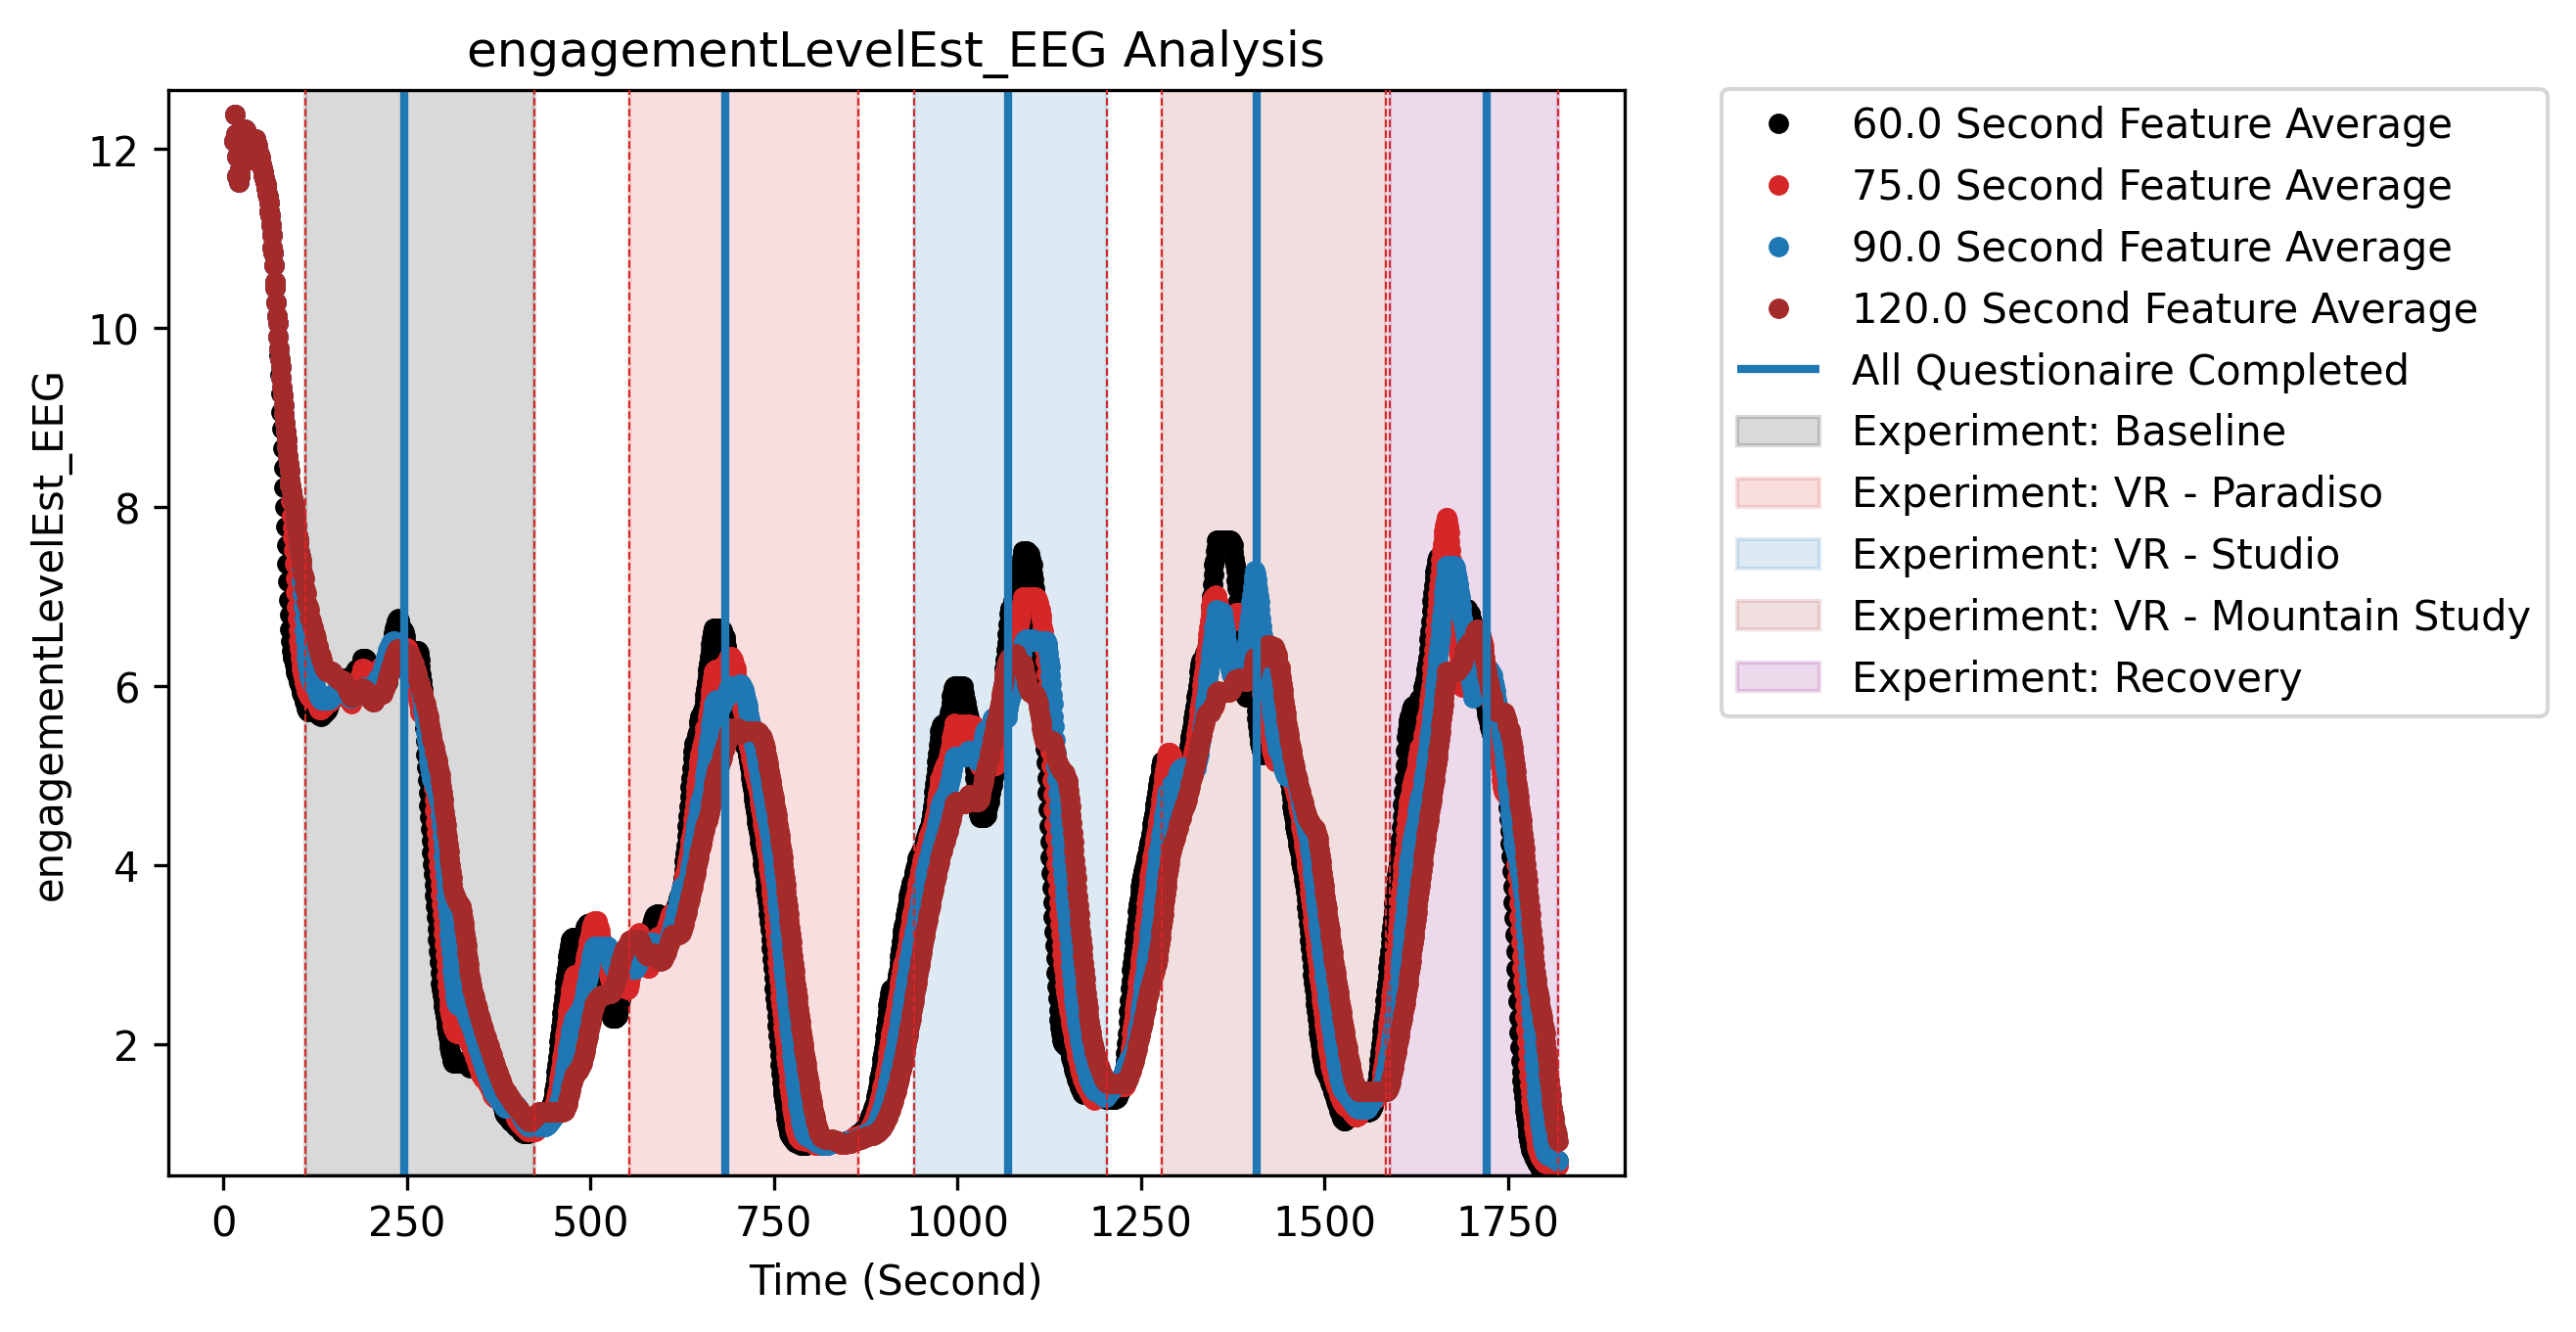 engagementLevelEst_EEG Analysis
engagementLevelEst_EEG
12
10
8
6
4
2
0
250
500
750
1000
1250
1500
1750
Time (Second)
60.0 Second Feature Average
75.0 Second Feature Average
90.0 Second Feature Average
120.0 Second Feature Average
All Questionaire Completed
Experiment: Baseline
Experiment: VR - Paradiso
Experiment: VR - Studio
Experiment: VR - Mountain Study
Experiment: Recovery